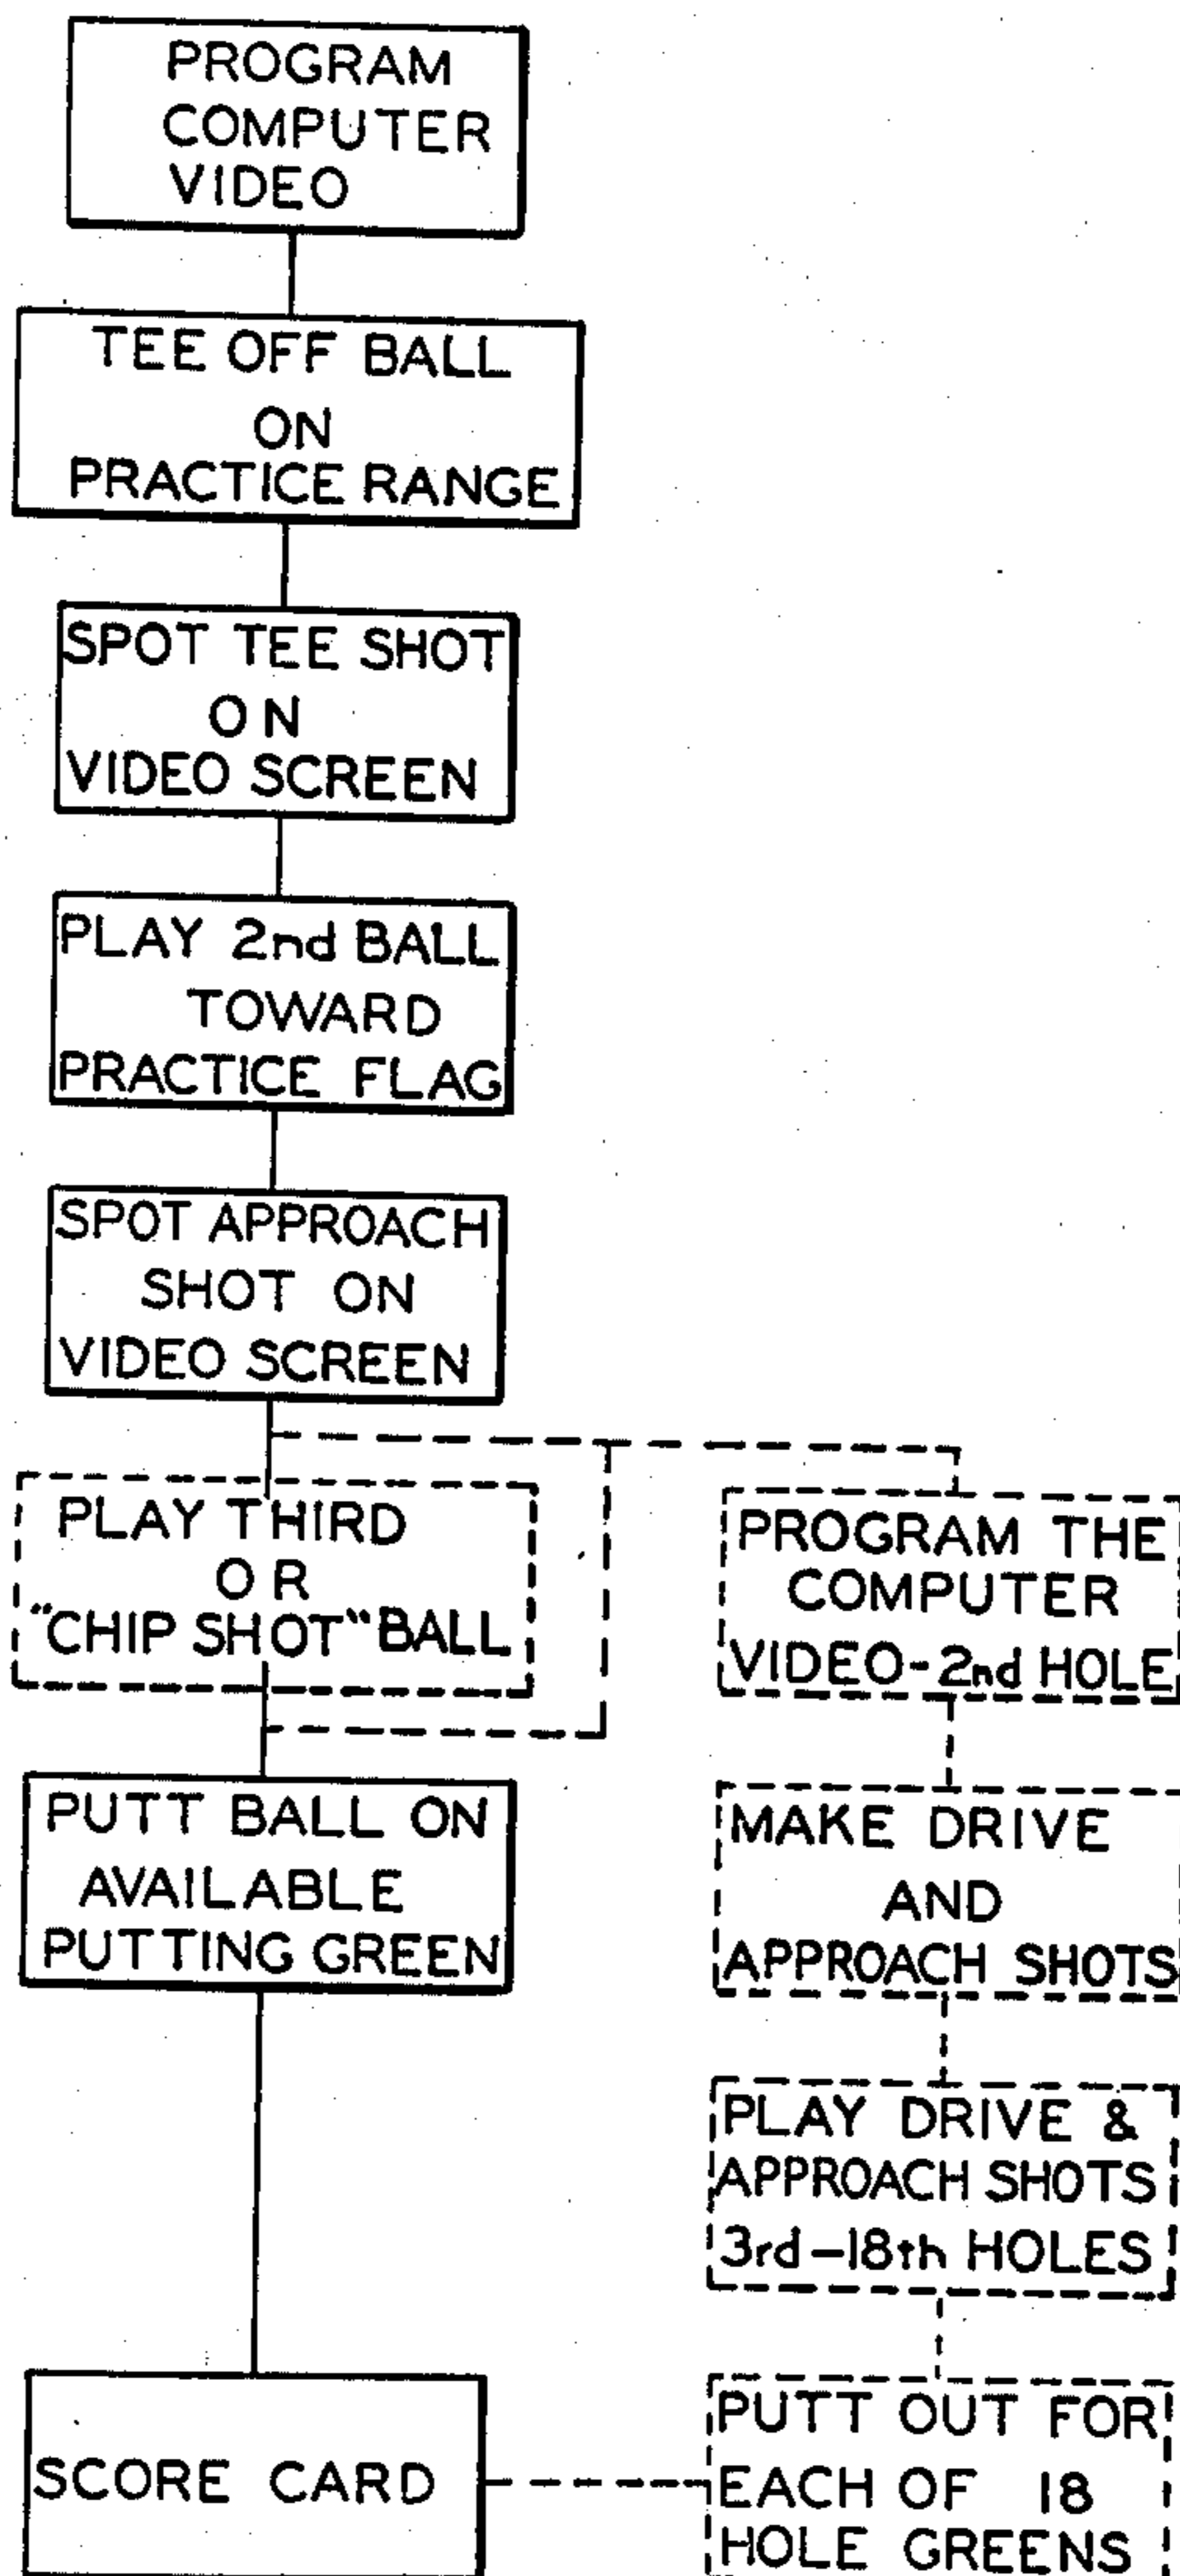 PROGRAM
COMPUTER
VIDEO
TEE OFF BALL
ON
PRACTICE RANGE
SPOT TEE SHOT
ON
VIDEO SCREEN
PLAY 2nd BALL
TOWARD
PRACTICE FLAG
SPOT APPROACH
SHOT ON
VIDEO SCREEN
PLAY THIRD
OR
"CHIP SHOT" BALL
PUTT BALL ON
AVAILABLE
PUTTING GREEN
SCORE CARD
PROGRAM THE
COMPUTER
VIDEO-2nd HOLE
MAKE DRIVE
AND
APPROACH SHOTS
PLAY DRIVE &
APPROACH SHOTS
3rd-18th HOLES
PUTT OUT FOR
EACH OF 18
HOLE GREENS